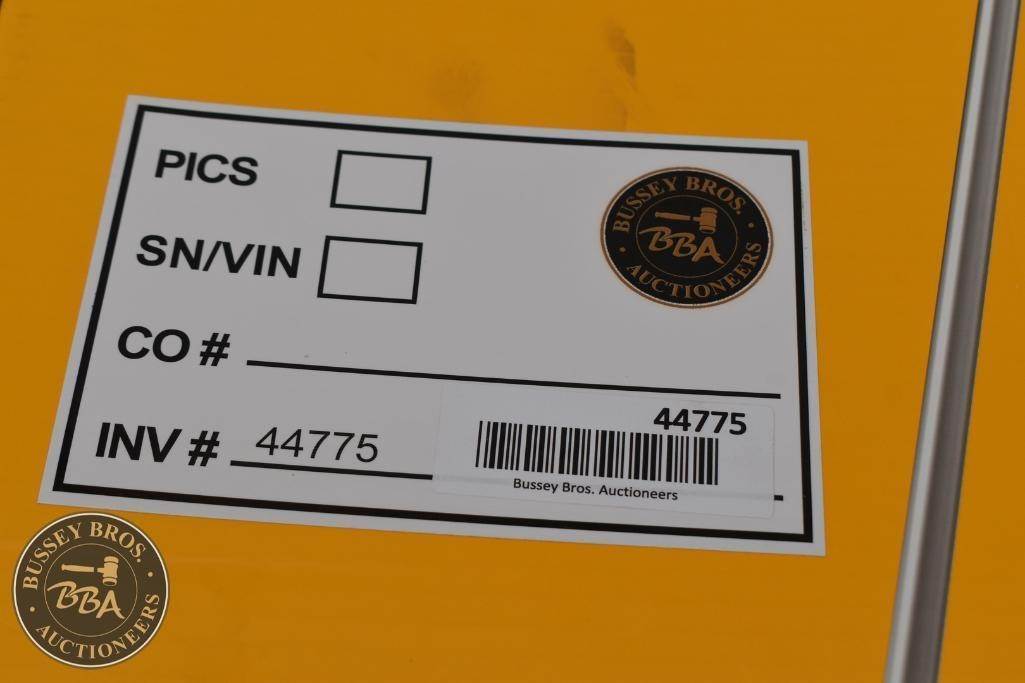 PICS
BUSSEY BROS.
BBA
AUCTIONEERS
SN/VIN
CO #
INV # 44775
44775
Bussey Bros. Auctioneers
BUSSEY BROS.
BBA
AUCTIONEERS